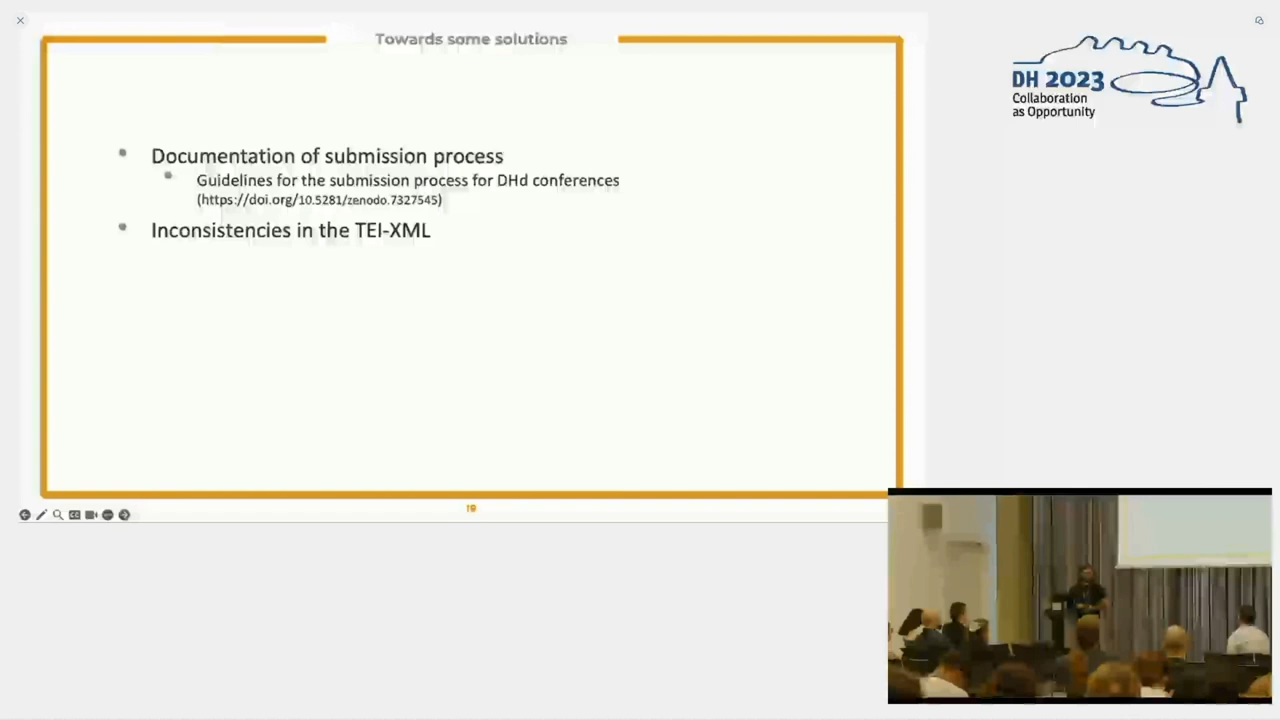 Towards some solutions
DH 2023
Collaboration
as Opportunity
Documentation of submission process
Guidelines for the submission process for DHd conferences
(https://doi.org/10.5281/zenodo.7327545)
Inconsistencies in the TEI-XML
19